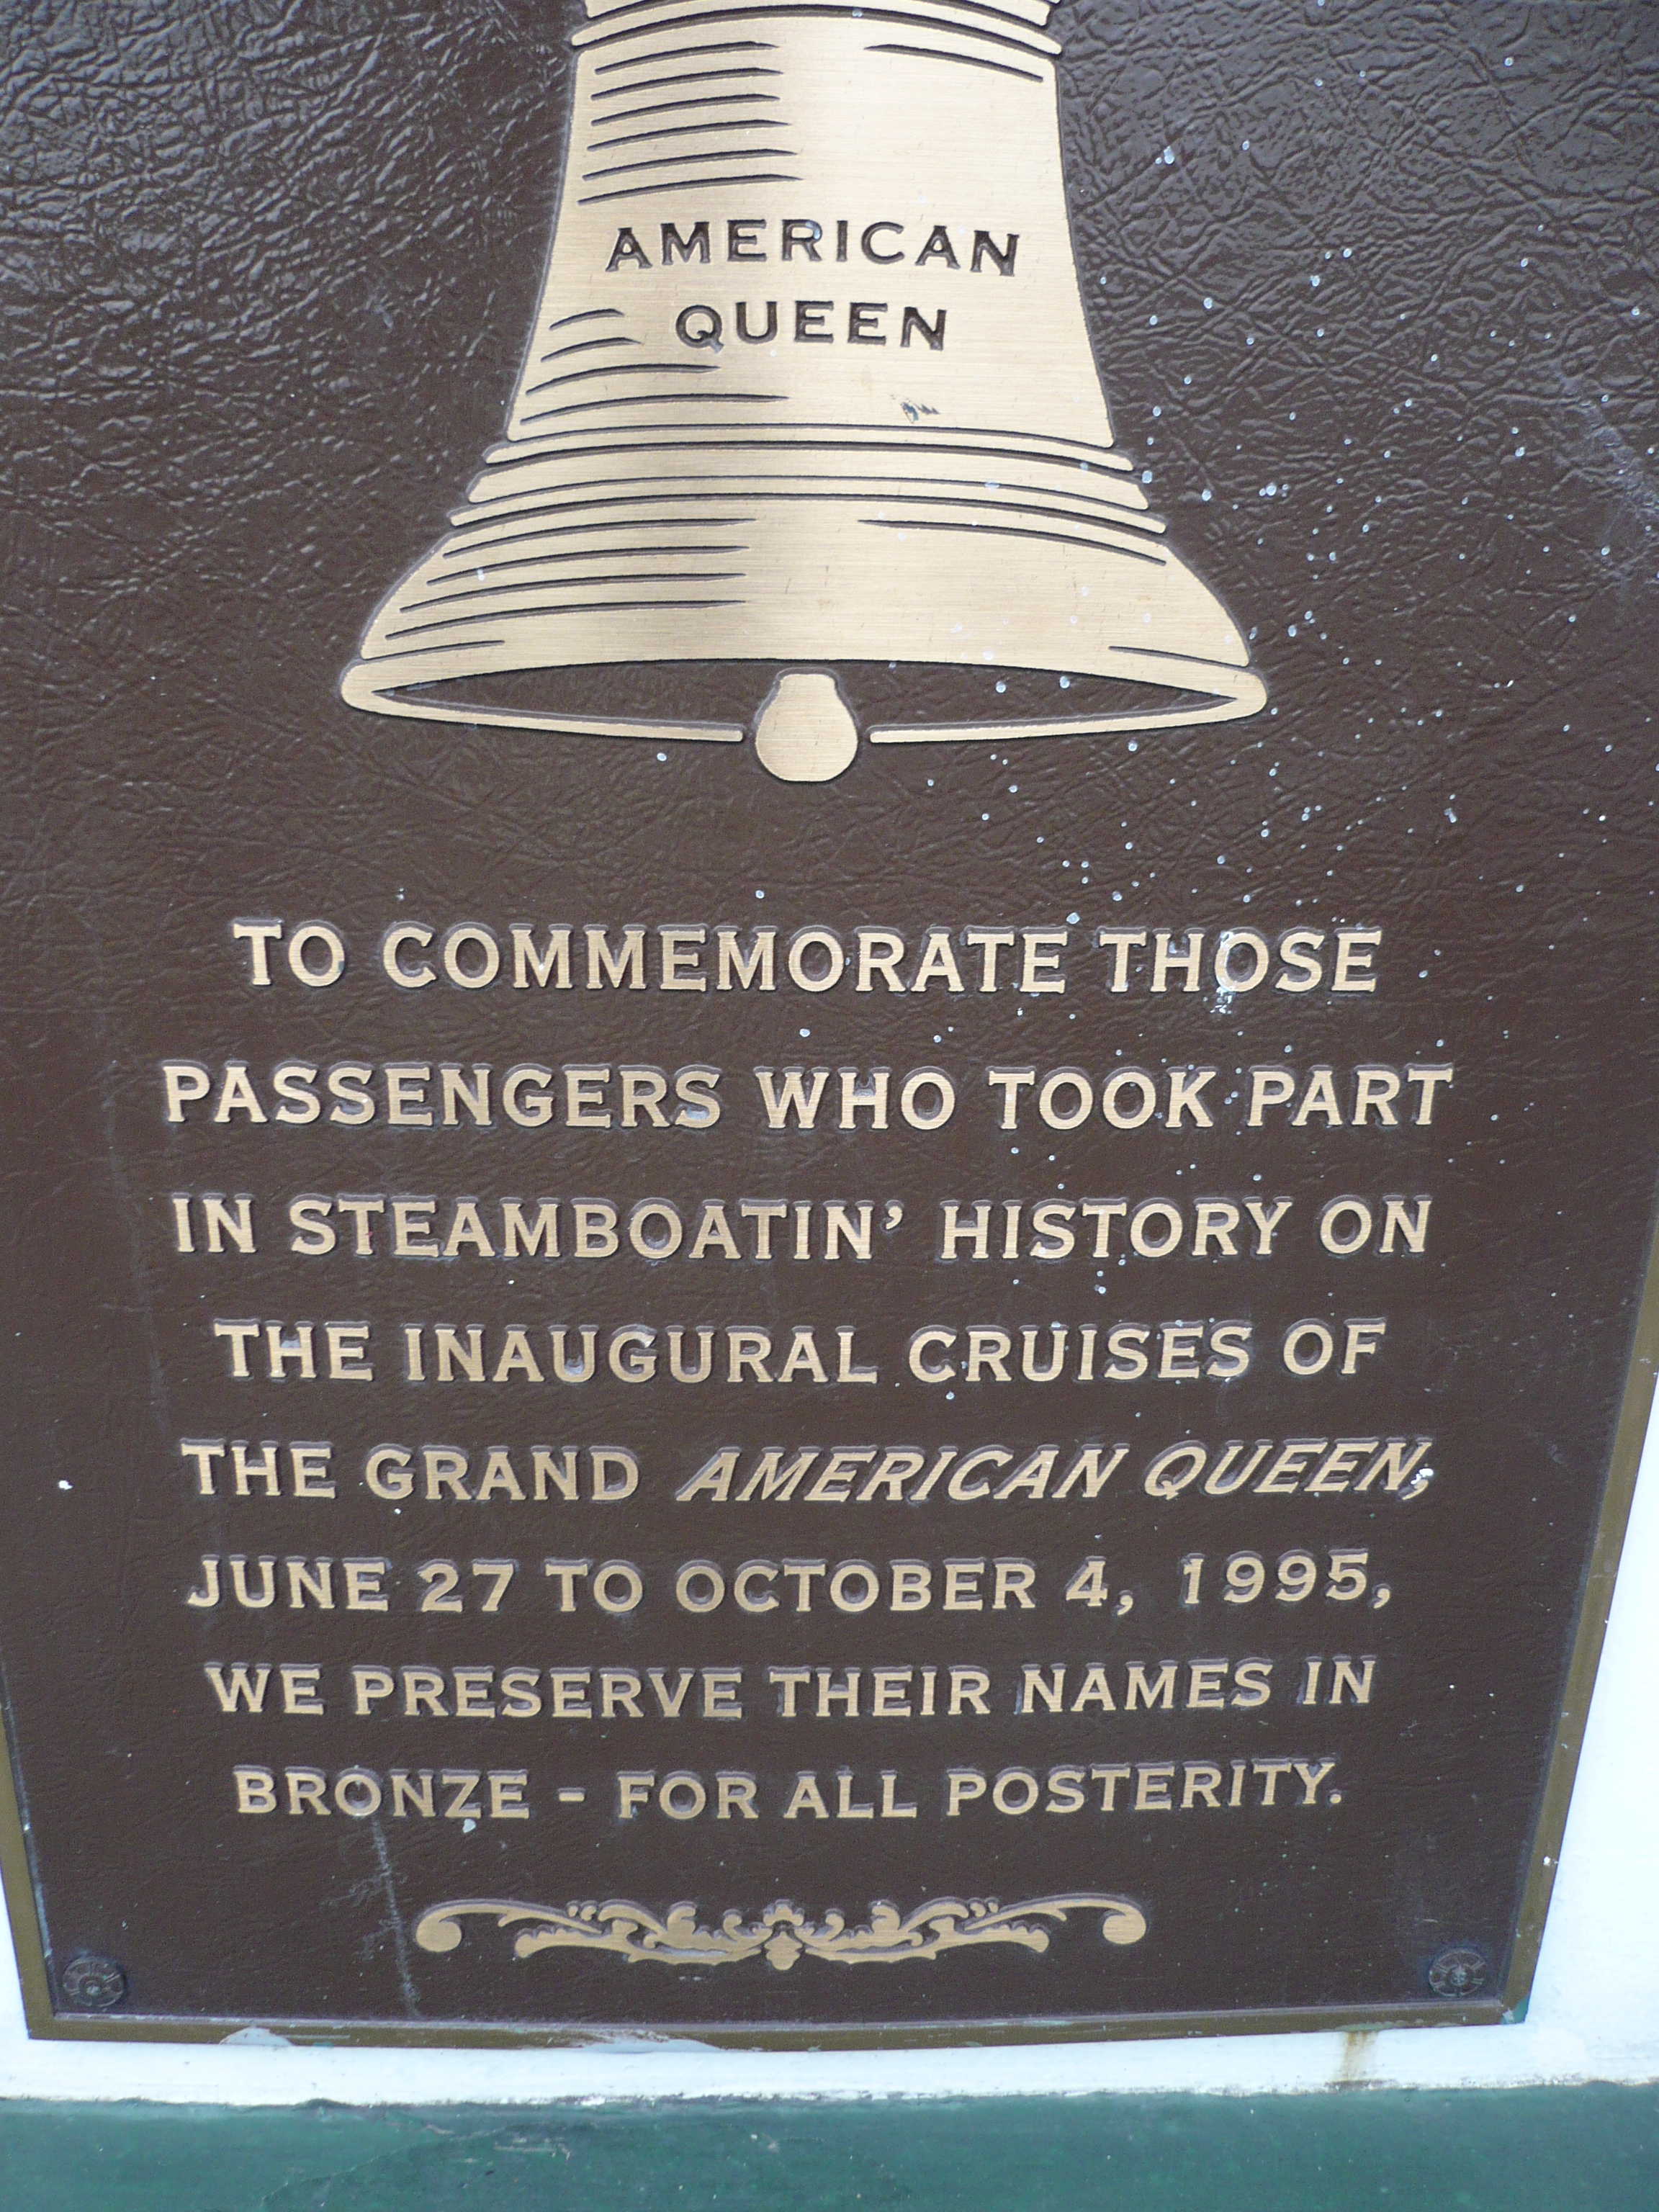 AMERICAN
QUEEN
TO COMMEMORATE THOSE
PASSENGERS WHO TOOK PART
IN STEAMBOATIN' HISTORY ON
THE INAUGURAL CRUISES OF
THE GRAND AMERICAN QUEEN,
JUNE 27 TO OCTOBER 4, 1995,
WE PRESERVE THEIR NAMES IN
BRONZE - FOR ALL POSTERITY.